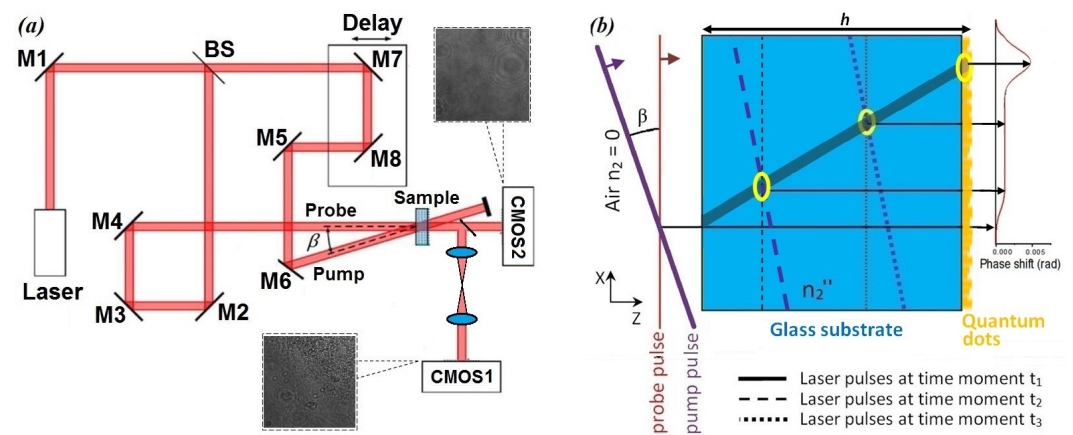 (a)
M1
BS
Delay
M7
M5
M8
Sample
M4
Probe
β
CMOS2
Pump
M6
Laser
M3
M2
CMOS1
(b)
h
β
Air n₂ = 0
X
Z
n₂''
0.000
0.005
Phase shift (rad)
Glass substrate
Quantum
dots
probe pulse
pump pulse
Laser pulses at time moment t₁
Laser pulses at time moment t₂
Laser pulses at time moment t₃